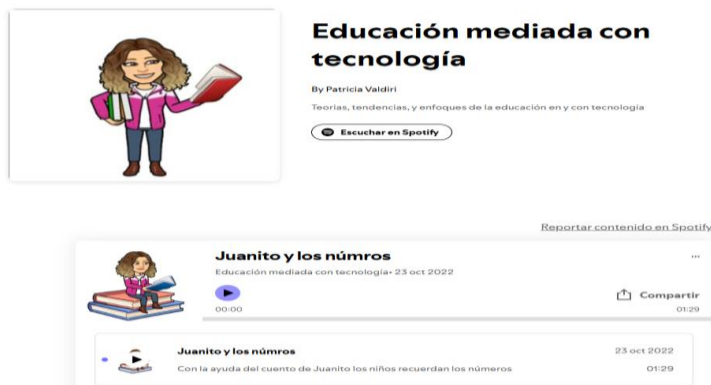 Educación mediada con
tecnología
By Patricia Valdiri
Teorías, tendencias, y enfoques de la educación en y con tecnología
Escuchar en Spotify
Reportar contenido en Spotify
Juanito y los númros
...
Educación mediada con tecnología• 23 oct 2022
Compartir
00:00
01:29
Juanito y los númros
23 oct 2022
Con la ayuda del cuento de Juanito los niños recuerdan los números
01:29